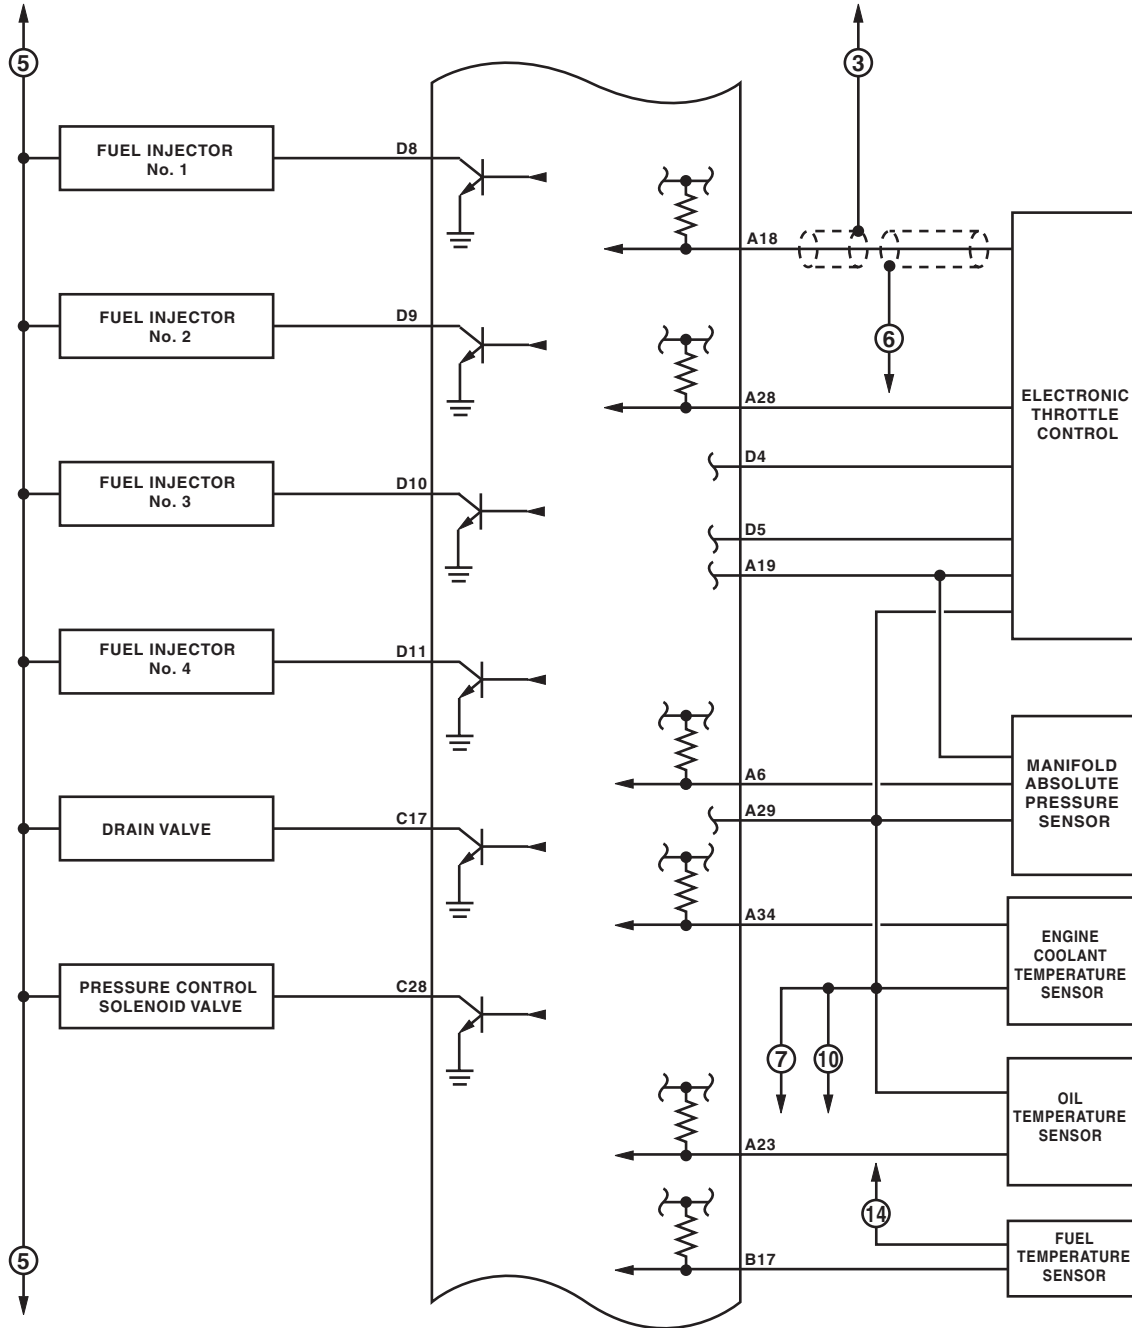 5
3
FUEL INJECTOR
No. 1
D8
A18
FUEL INJECTOR
No. 2
D9
6
A28
ELECTRONIC
THROTTLE
CONTROL
D4
FUEL INJECTOR
No. 3
D10
D5
A19
FUEL INJECTOR
No. 4
D11
A6
MANIFOLD
ABSOLUTE
PRESSURE
SENSOR
A29
DRAIN VALVE
C17
A34
ENGINE
COOLANT
TEMPERATURE
SENSOR
PRESSURE CONTROL
SOLENOID VALVE
C28
7
10
OIL
TEMPERATURE
SENSOR
A23
14
5
FUEL
TEMPERATURE
SENSOR
B17